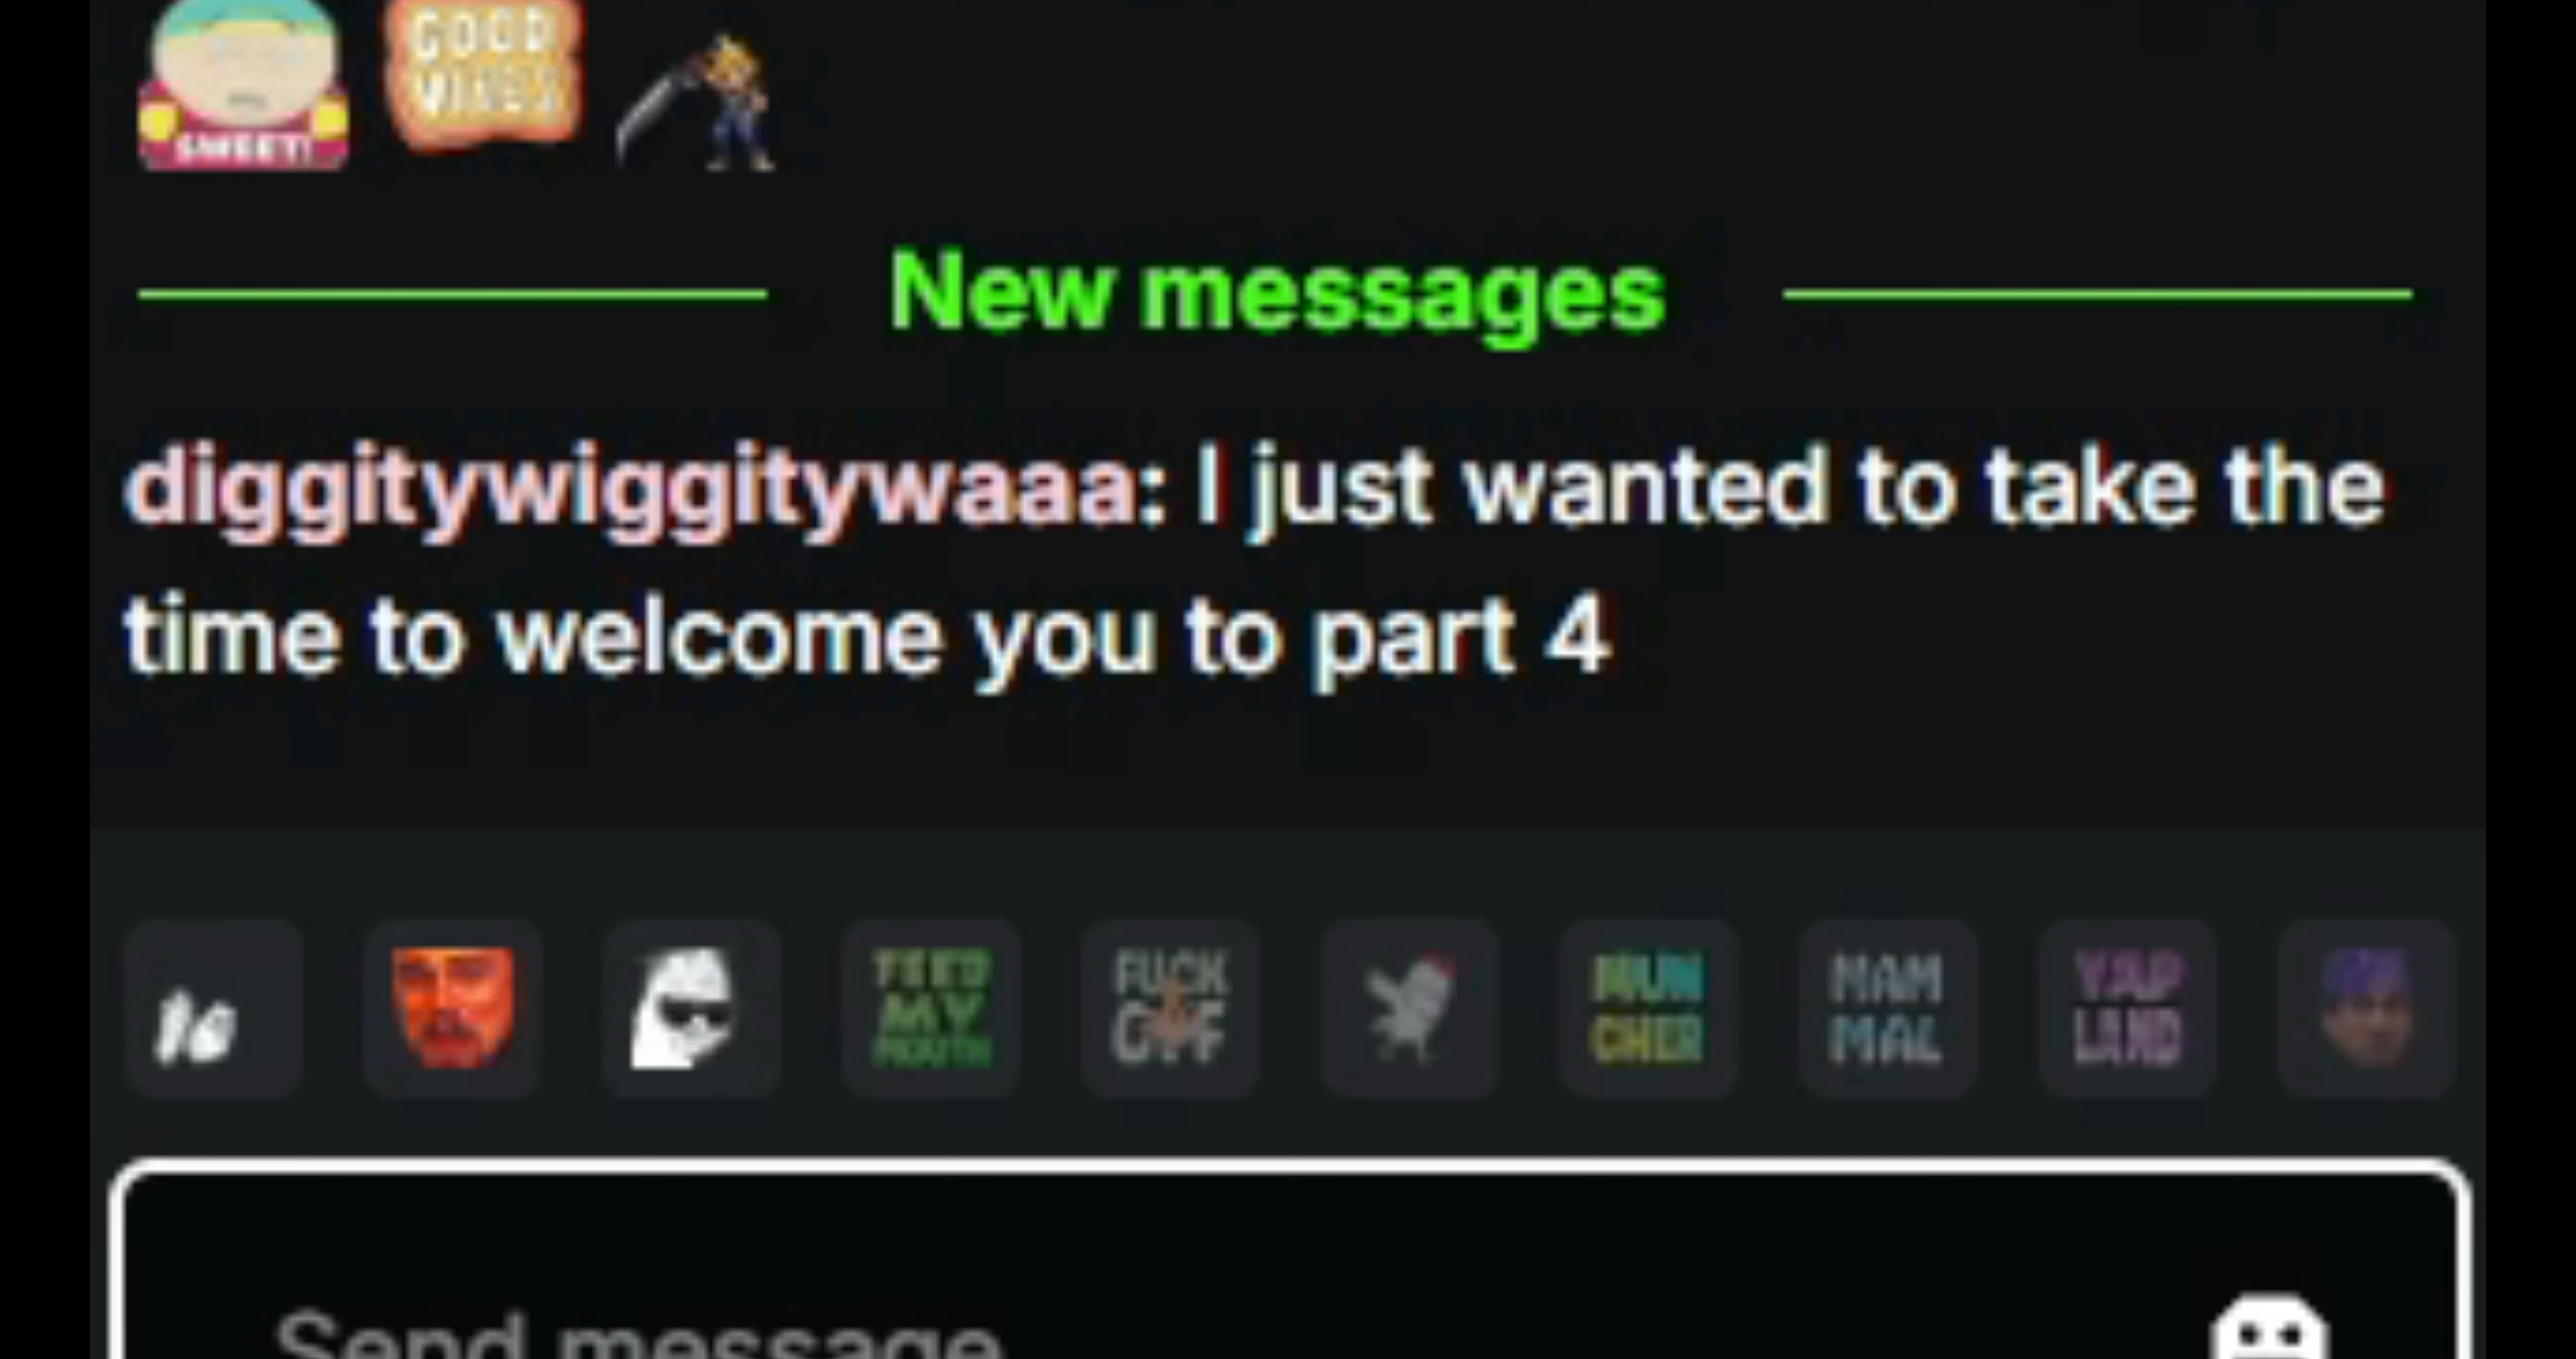 SWEET!
GOOD
VIBES
New messages
diggitywiggitywaaa: I just wanted to take the
time to welcome you to part 4
FEED
MY
MOUTH
FUCK
MUN
CHER
MAM
MAL
YAP
LAND
Send message